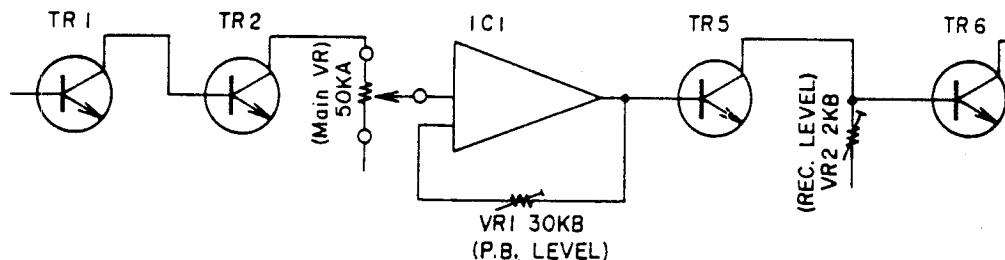 TR1
TR2
IC1
TR5
TR6
(Main VR)
50KA
VR1 30KB
(P.B. LEVEL)
(REC. LEVEL)
VR2 2KB